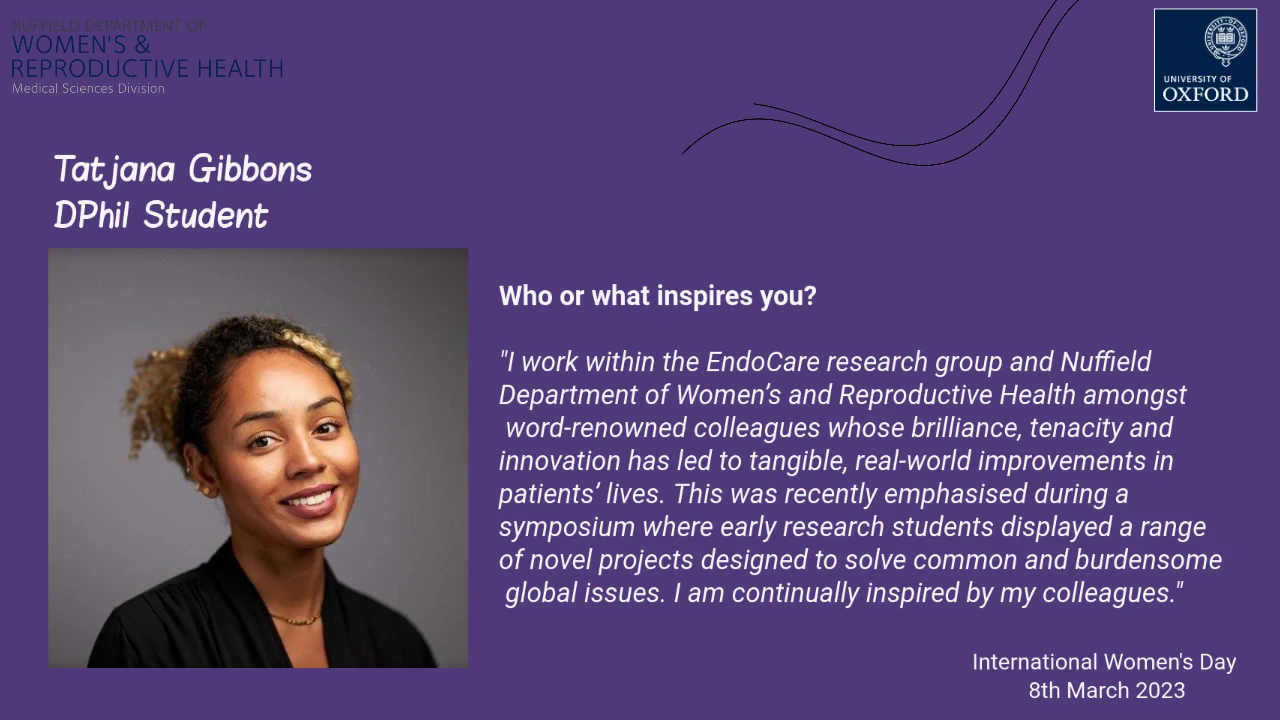 NUFFIELD DEPARTMENT OF
WOMEN'S &
REPRODUCTIVE HEALTH
Medical Sciences Division
UNIVERSITY OF
OXFORD
Tatjana Gibbons
DPhil Student
Who or what inspires you?
"I work within the EndoCare research group and Nuffield
Department of Women’s and Reproductive Health amongst
word-renowned colleagues whose brilliance, tenacity and
innovation has led to tangible, real-world improvements in
patients’ lives. This was recently emphasised during a
symposium where early research students displayed a range
of novel projects designed to solve common and burdensome
global issues. I am continually inspired by my colleagues."
International Women's Day
8th March 2023